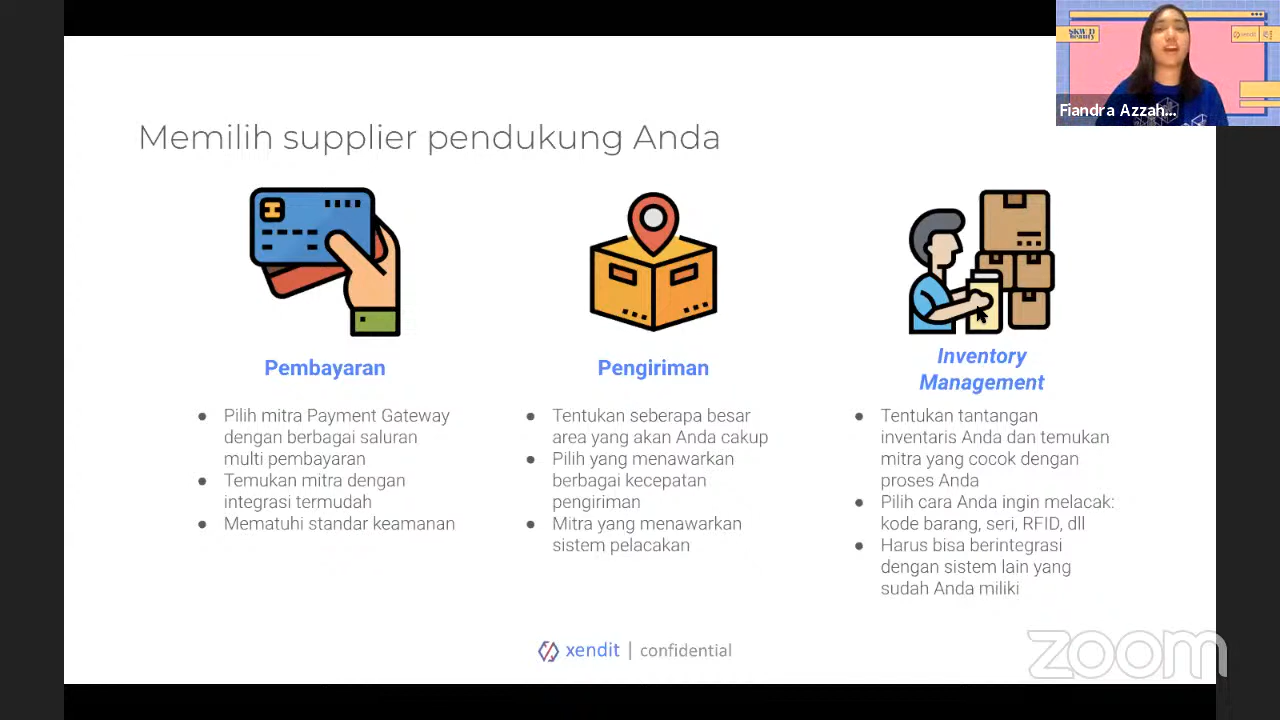 SKWD
beauty
xendit
Fiandra Azzah...
Memilih supplier pendukung Anda
Pembayaran
● Pilih mitra Payment Gateway
dengan berbagai saluran
multi pembayaran
● Temukan mitra dengan
integrasi termudah
● Mematuhi standar keamanan
Pengiriman
● Tentukan seberapa besar
area yang akan Anda cakup
● Pilih yang menawarkan
berbagai kecepatan
pengiriman
● Mitra yang menawarkan
sistem pelacakan
Inventory
Management
● Tentukan tantangan
inventaris Anda dan temukan
mitra yang cocok dengan
proses Anda
● Pilih cara Anda ingin melacak:
kode barang, seri, RFID, dll
● Harus bisa berintegrasi
dengan sistem lain yang
sudah Anda miliki
xendit | confidential
zoom